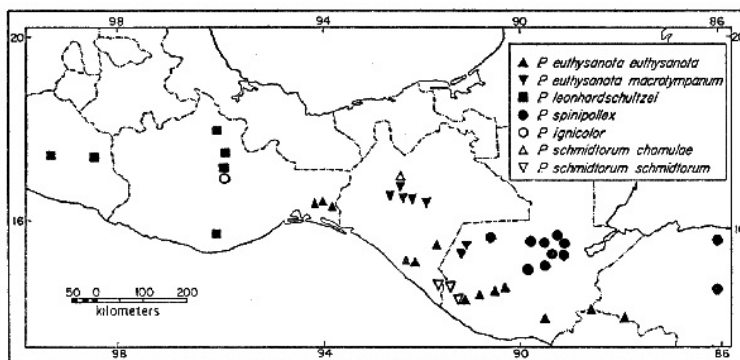 98 94 90 86
20
20
P. euthysanota euthysanota
P. euthysanota macrotympanum
P. leonhardschultzei
P. spinipollex
P. ignicolor
P. schmidtorum chamulae
P. schmidtorum schmidtorum
16
16
50 0 100 200
kilometers
98 94 90 86